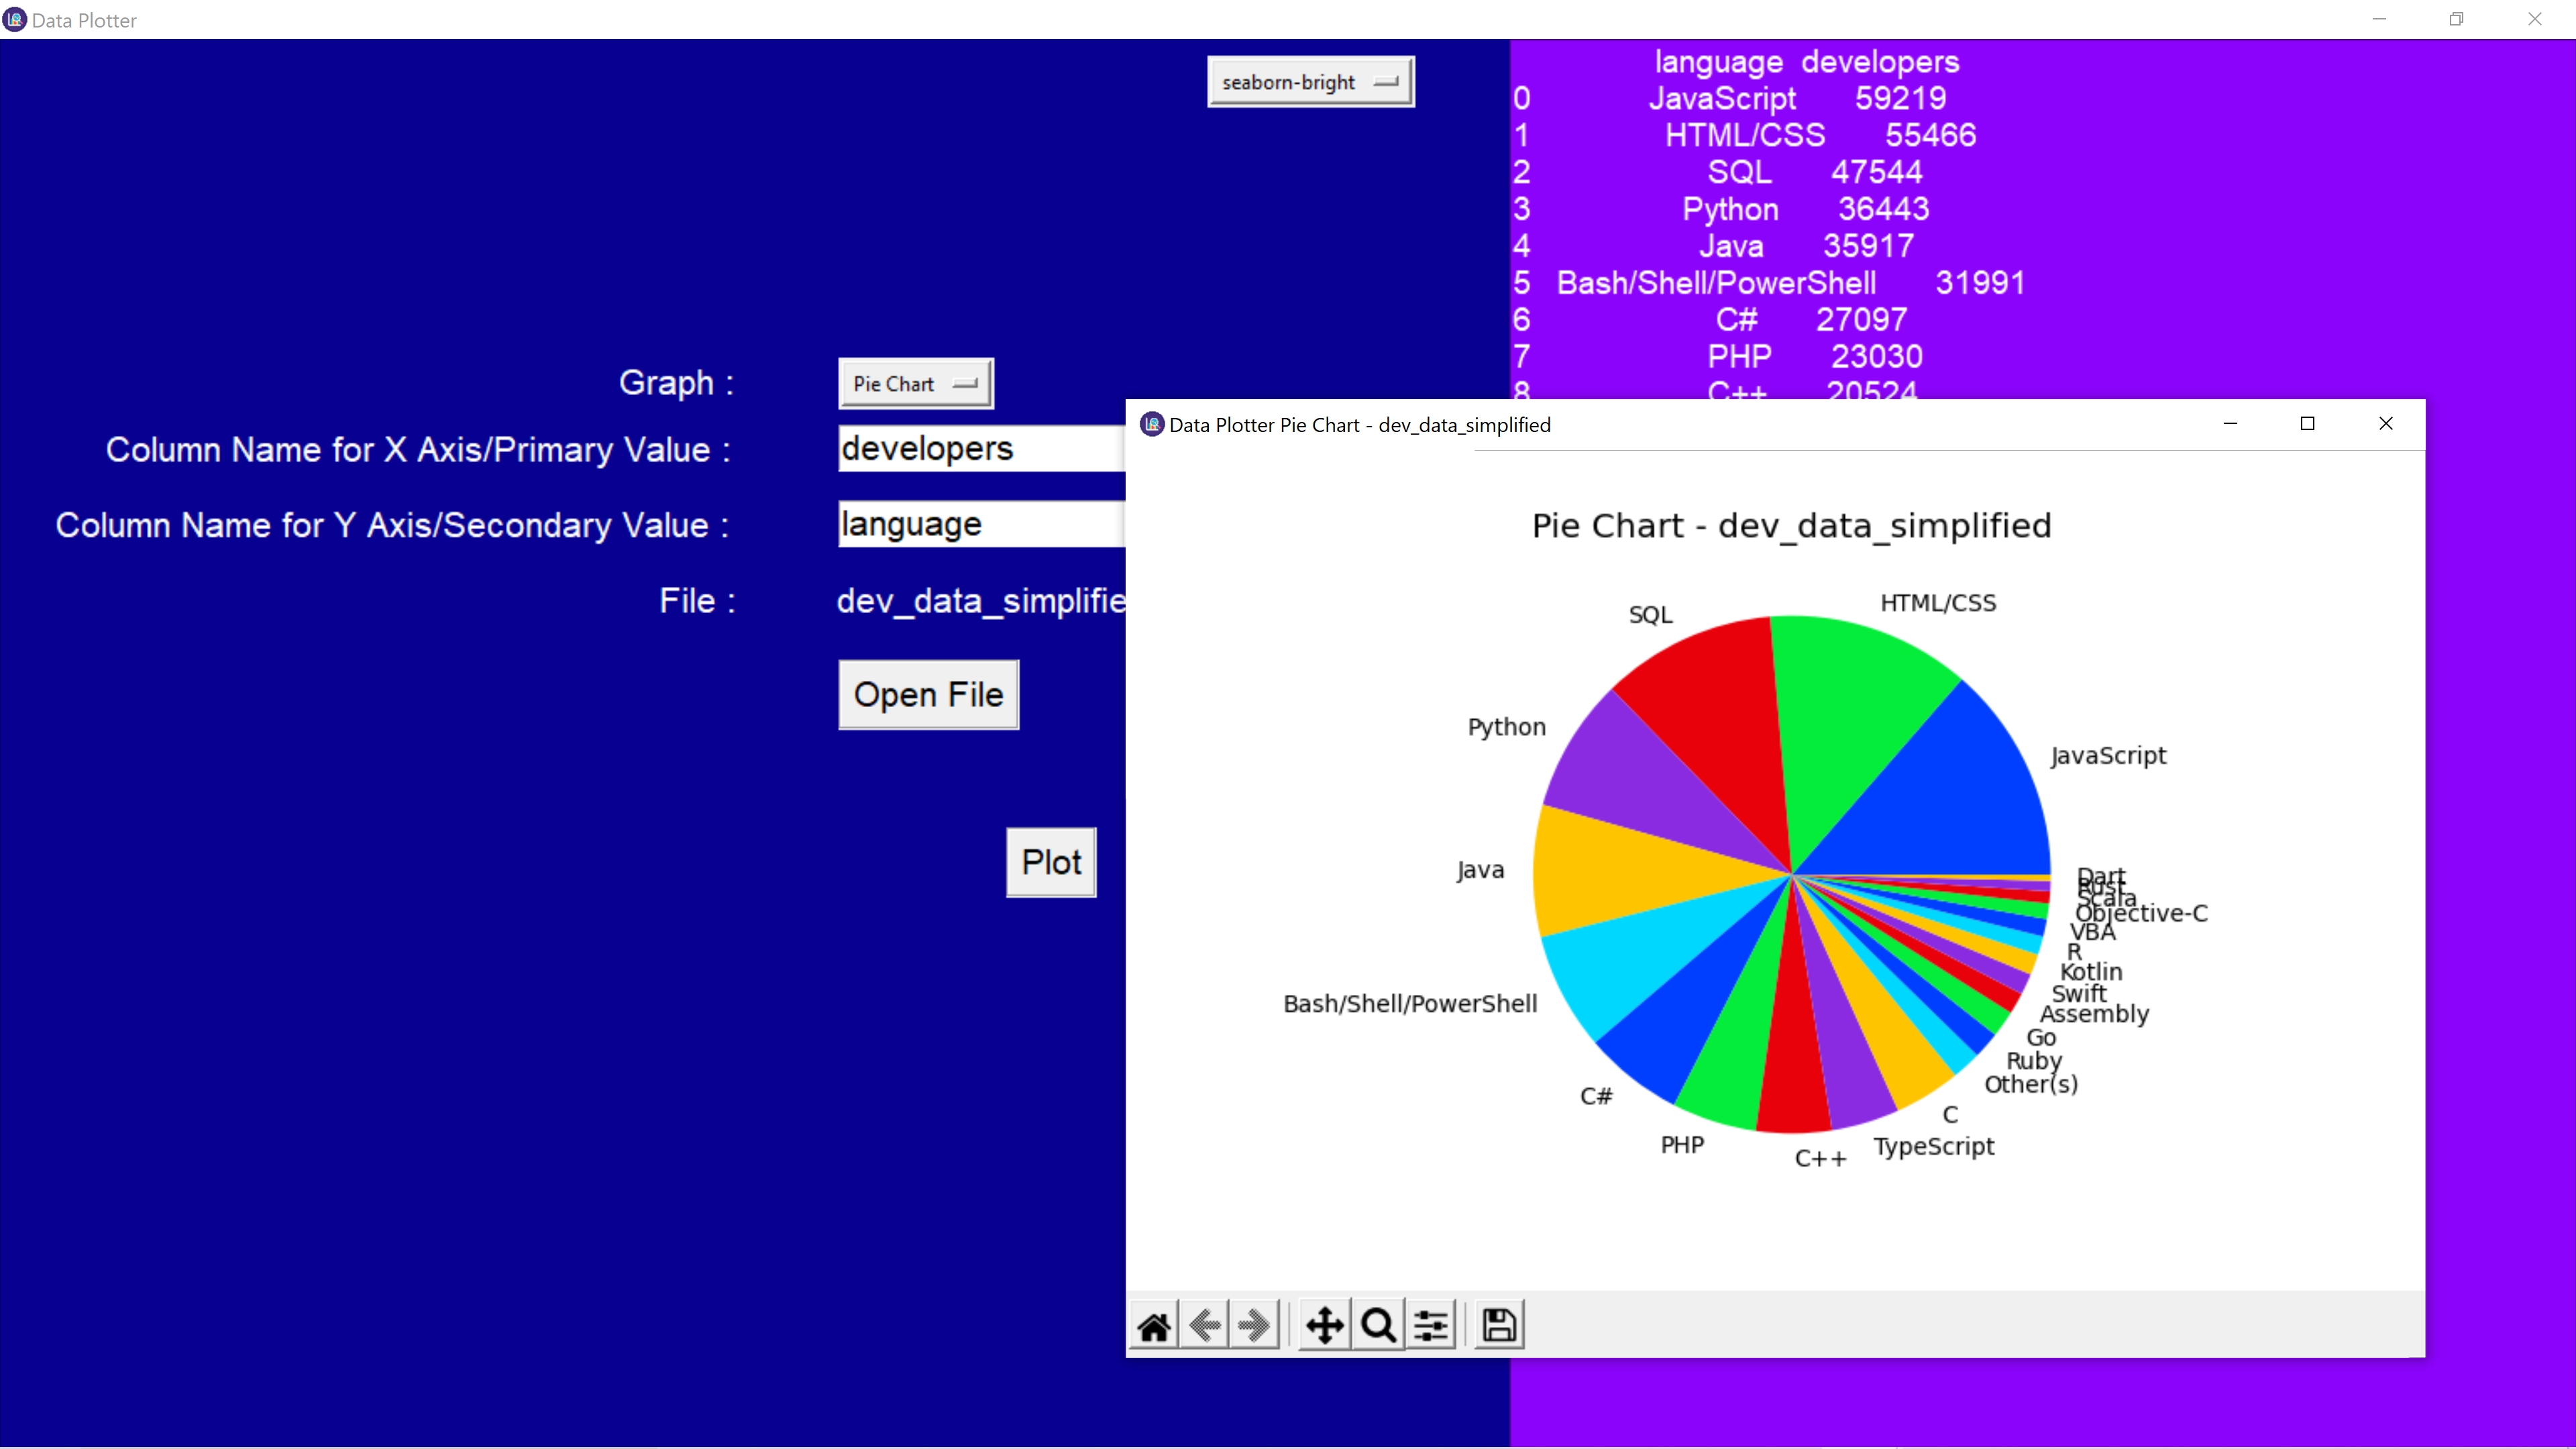 Data Plotter
seaborn-bright
Graph :
Pie Chart
Column Name for X Axis/Primary Value :
developers
Column Name for Y Axis/Secondary Value :
language
File :
dev_data_simplifie
Open File
Plot
language developers
0 JavaScript 59219
1 HTML/CSS 55466
2 SQL 47544
3 Python 36443
4 Java 35917
5 Bash/Shell/PowerShell 31991
6 C# 27097
7 PHP 23030
8 C++ 20524
Data Plotter Pie Chart - dev_data_simplified
Pie Chart - dev_data_simplified
HTML/CSS
SQL
Python
JavaScript
Java
Dart
Rust
Scala
Objective-C
VBA
R
Kotlin
Swift
Assembly
Go
Ruby
Other(s)
Bash/Shell/PowerShell
C#
C
PHP
TypeScript
C++